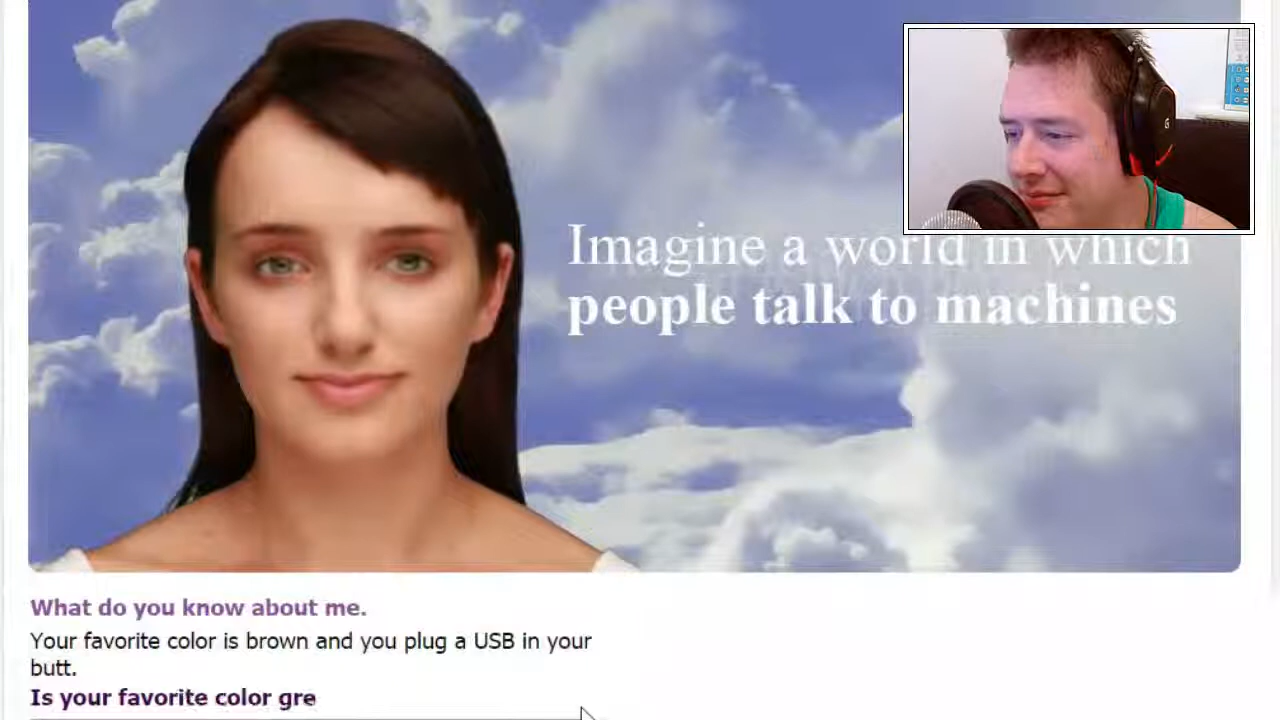 Imagine a world in which
people talk to machines
What do you know about me.
Your favorite color is brown and you plug a USB in your
butt.
Is your favorite color gre